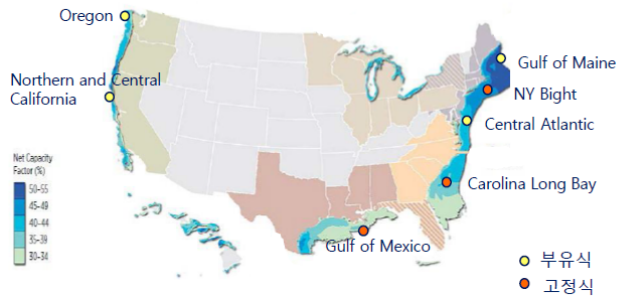 Oregon
Northern and Central
California
Gulf of Maine
NY Bight
Central Atlantic
Carolina Long Bay
Gulf of Mexico
Net Capacity
Factor (%)
50-55
45-49
40-44
35-39
30-34
부유식
고정식